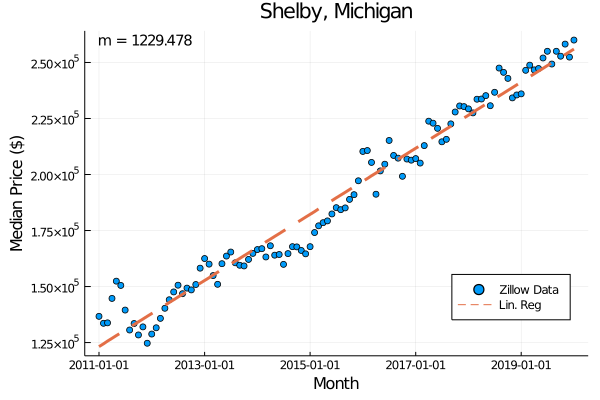 Shelby, Michigan
m = 1229.478
Median Price ($)
2.50×10⁵
2.25×10⁵
2.00×10⁵
1.75×10⁵
1.50×10⁵
1.25×10⁵
Zillow Data
Lin. Reg
2011-01-01 2013-01-01 2015-01-01 2017-01-01 2019-01-01
Month